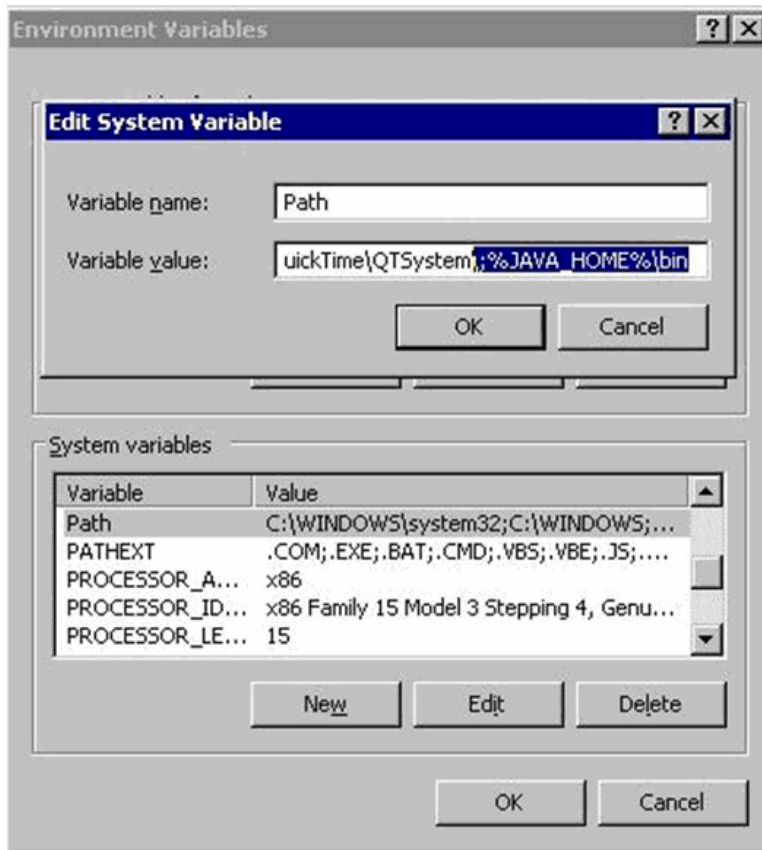 Environment Variables
Edit System Variable
Variable name: Path
Variable value: uickTime\QTSystem\;%JAVA_HOME%\bin
OK Cancel
System variables
Variable Value
Path C:\WINDOWS\system32;C:\WINDOWS;...
PATHEXT .COM;.EXE;.BAT;.CMD;.VBS;.VBE;.JS;....
PROCESSOR_A... x86
PROCESSOR_ID... x86 Family 15 Model 3 Stepping 4, Genu...
PROCESSOR_LE... 15
New Edit Delete
OK Cancel